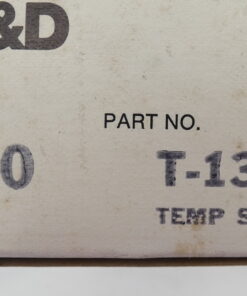 &D
PART NO.
0 T-13
TEMP S